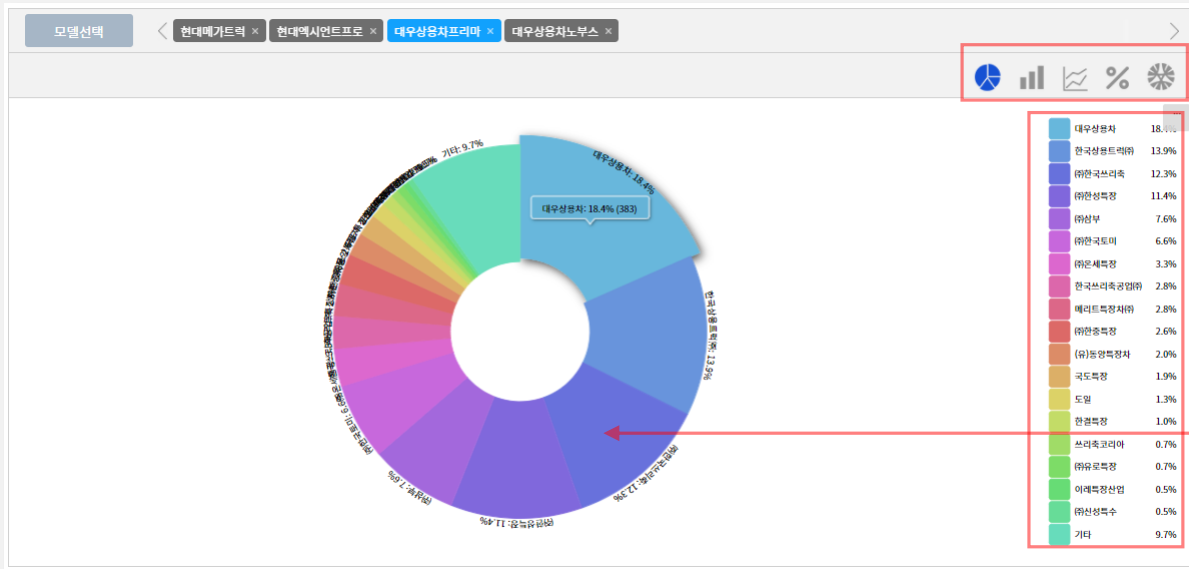 모델선택
현대메가트럭 ×
현대엑시언트프로 ×
대우상용차프리마 ×
대우상용차노부스 ×
기타: 9.7%
대우상용차: 18.4%
대우상용차: 18.4% (383)
한국상용트럭㈜: 13.9%
㈜한국쓰리축: 12.3%
㈜한성특장: 11.4%
㈜삼부: 7.6%
㈜한국토미: 6.6%
대우상용차 18.4%
한국상용트럭㈜ 13.9%
㈜한국쓰리축 12.3%
㈜한성특장 11.4%
㈜삼부 7.6%
㈜한국토미 6.6%
㈜온세특장 3.3%
한국쓰리축공업㈜ 2.8%
메리트특장차㈜ 2.8%
㈜한중특장 2.6%
(유)동양특장차 2.0%
국도특장 1.9%
도일 1.3%
한결특장 1.0%
쓰리축코리아 0.7%
㈜유로특장 0.7%
이레특장산업 0.5%
㈜신성특수 0.5%
기타 9.7%